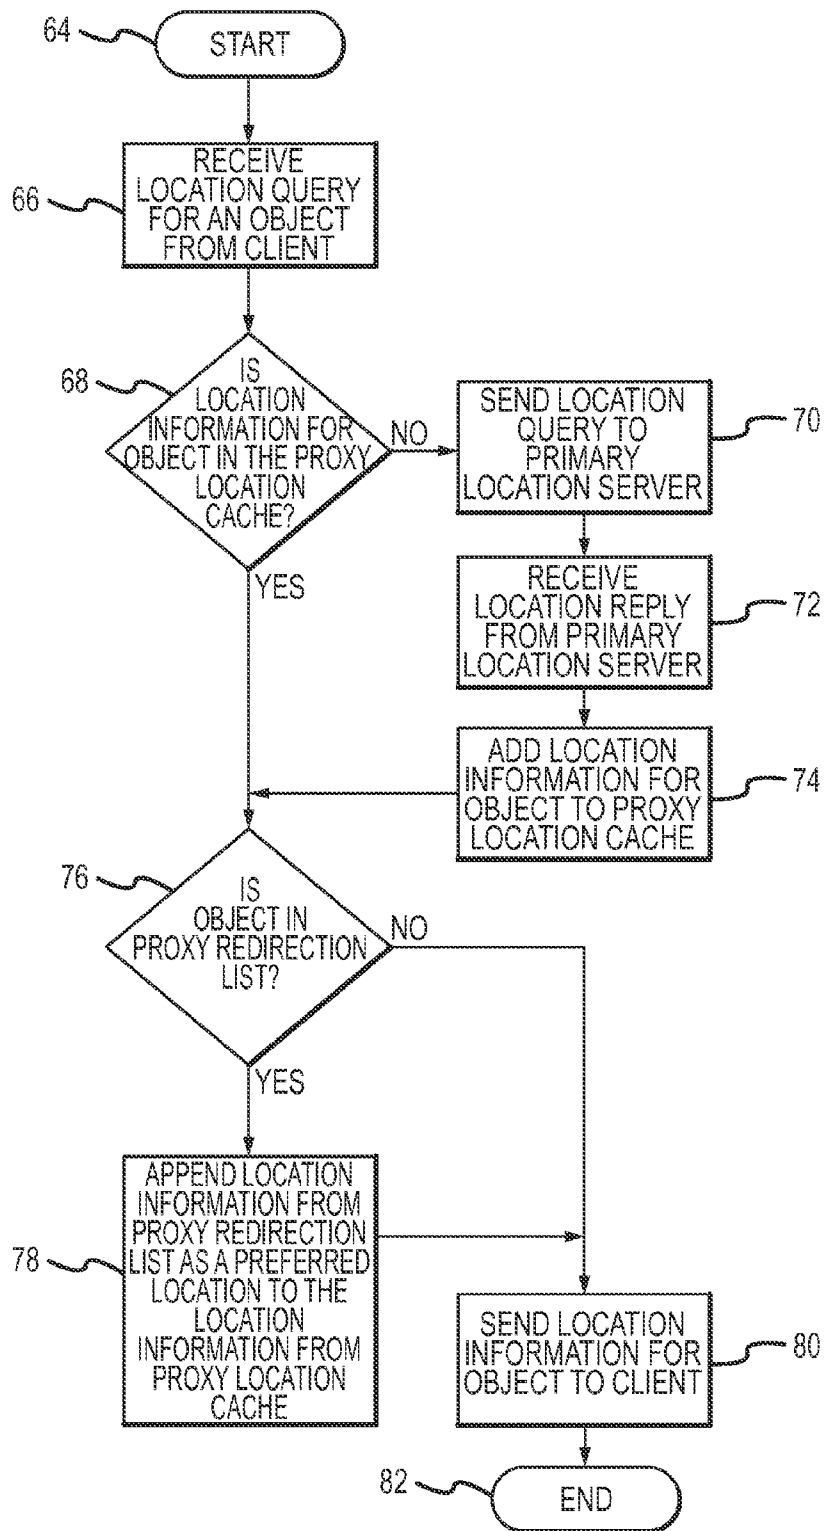 64
START
66
RECEIVE
LOCATION QUERY
FOR AN OBJECT
FROM CLIENT
68
IS
LOCATION
INFORMATION FOR
OBJECT IN THE PROXY
LOCATION
CACHE?
NO
YES
SEND LOCATION
QUERY TO
PRIMARY
LOCATION SERVER
70
RECEIVE
LOCATION REPLY
FROM PRIMARY
LOCATION SERVER
72
ADD LOCATION
INFORMATION FOR
OBJECT TO PROXY
LOCATION CACHE
74
76
IS
OBJECT IN
PROXY REDIRECTION
LIST?
NO
YES
78
APPEND LOCATION
INFORMATION FROM
PROXY REDIRECTION
LIST AS A PREFERRED
LOCATION TO THE
LOCATION
INFORMATION FROM
PROXY LOCATION
CACHE
SEND LOCATION
INFORMATION FOR
OBJECT TO CLIENT
80
82
END